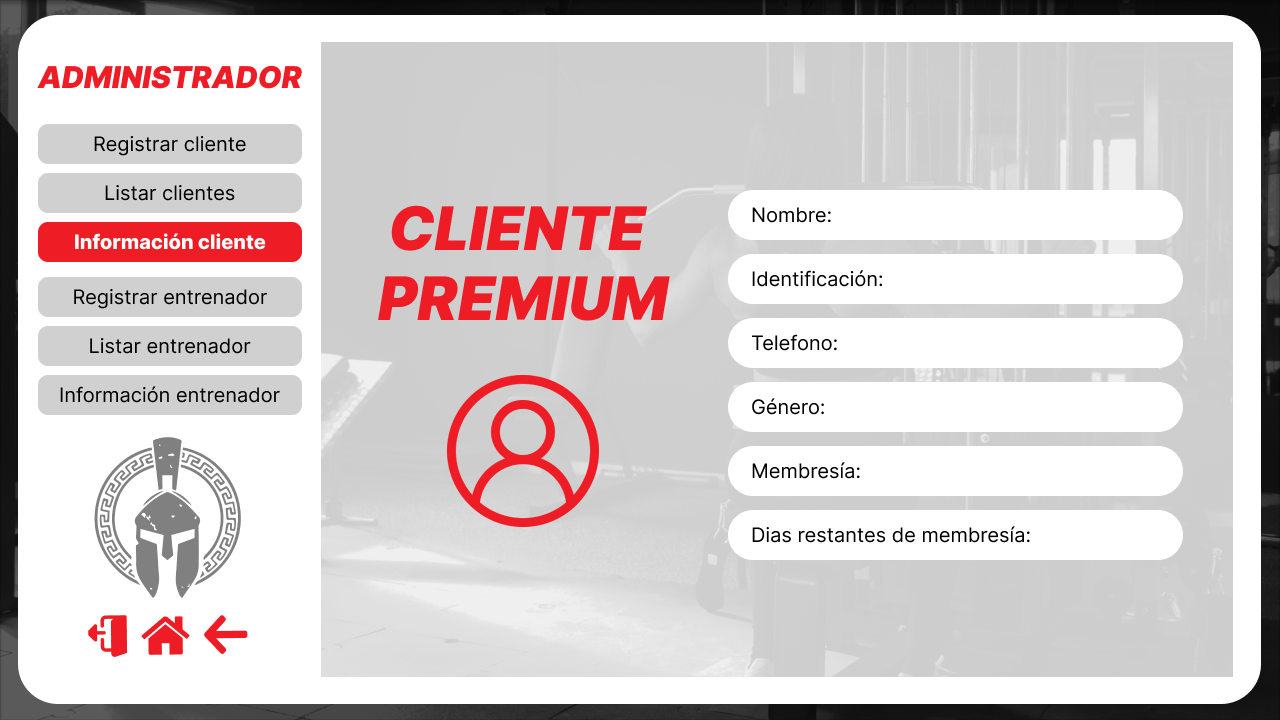 ADMINISTRADOR
Registrar cliente
Listar clientes
Información cliente
Registrar entrenador
Listar entrenador
Información entrenador
CLIENTE
PREMIUM
Nombre:
Identificación:
Telefono:
Género:
Membresía:
Dias restantes de membresía: